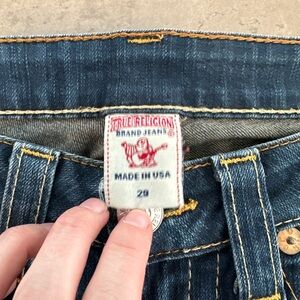 TRUE RELIGION
BRAND JEANS
MADE IN USA
29